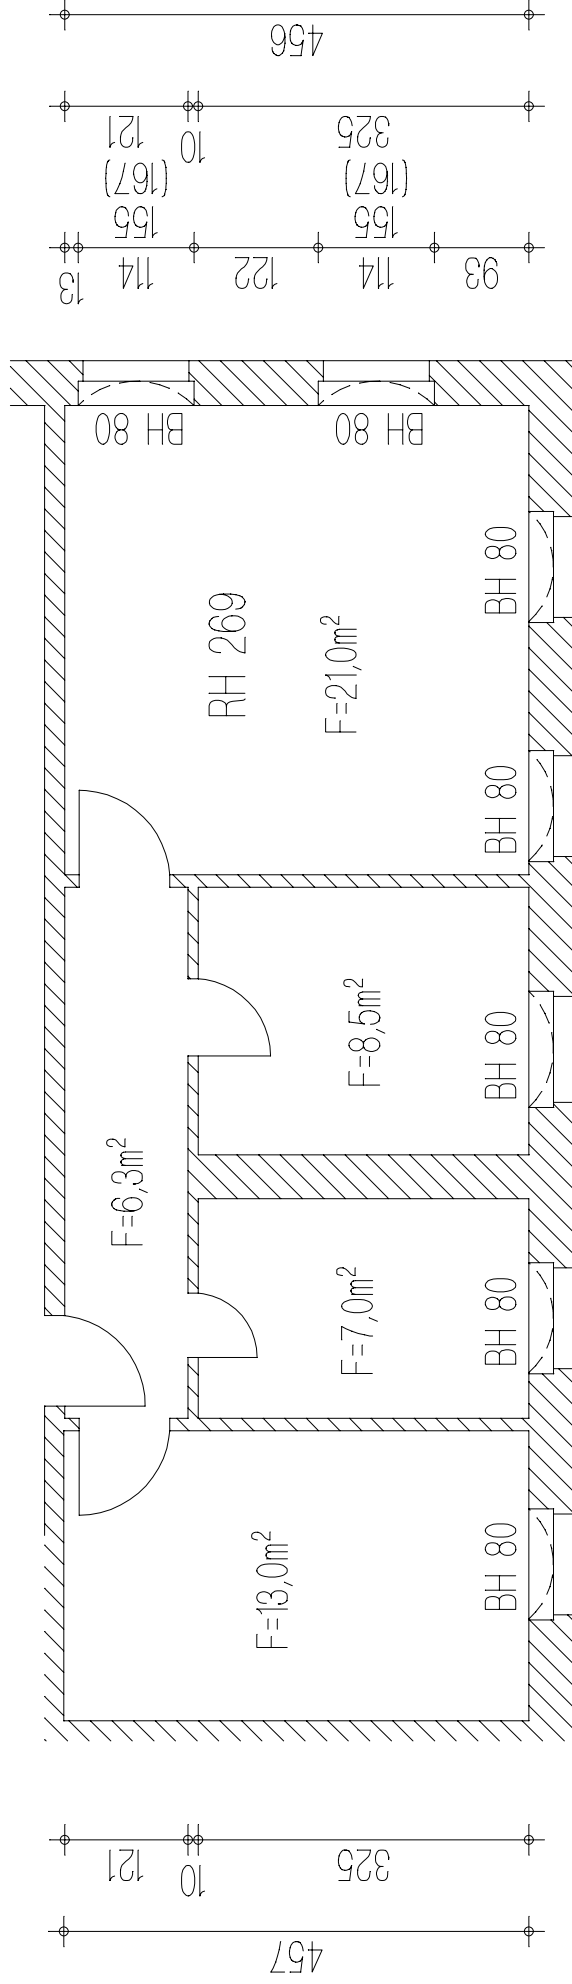 456
121
10
325
13
114
155
(167)
122
114
155
(167)
93
BH 80
BH 80
RH 269
F=21,0m²
BH 80
BH 80
F=8,5m²
BH 80
F=6,3m²
F=7,0m²
BH 80
F=13,0m²
BH 80
121
10
325
457